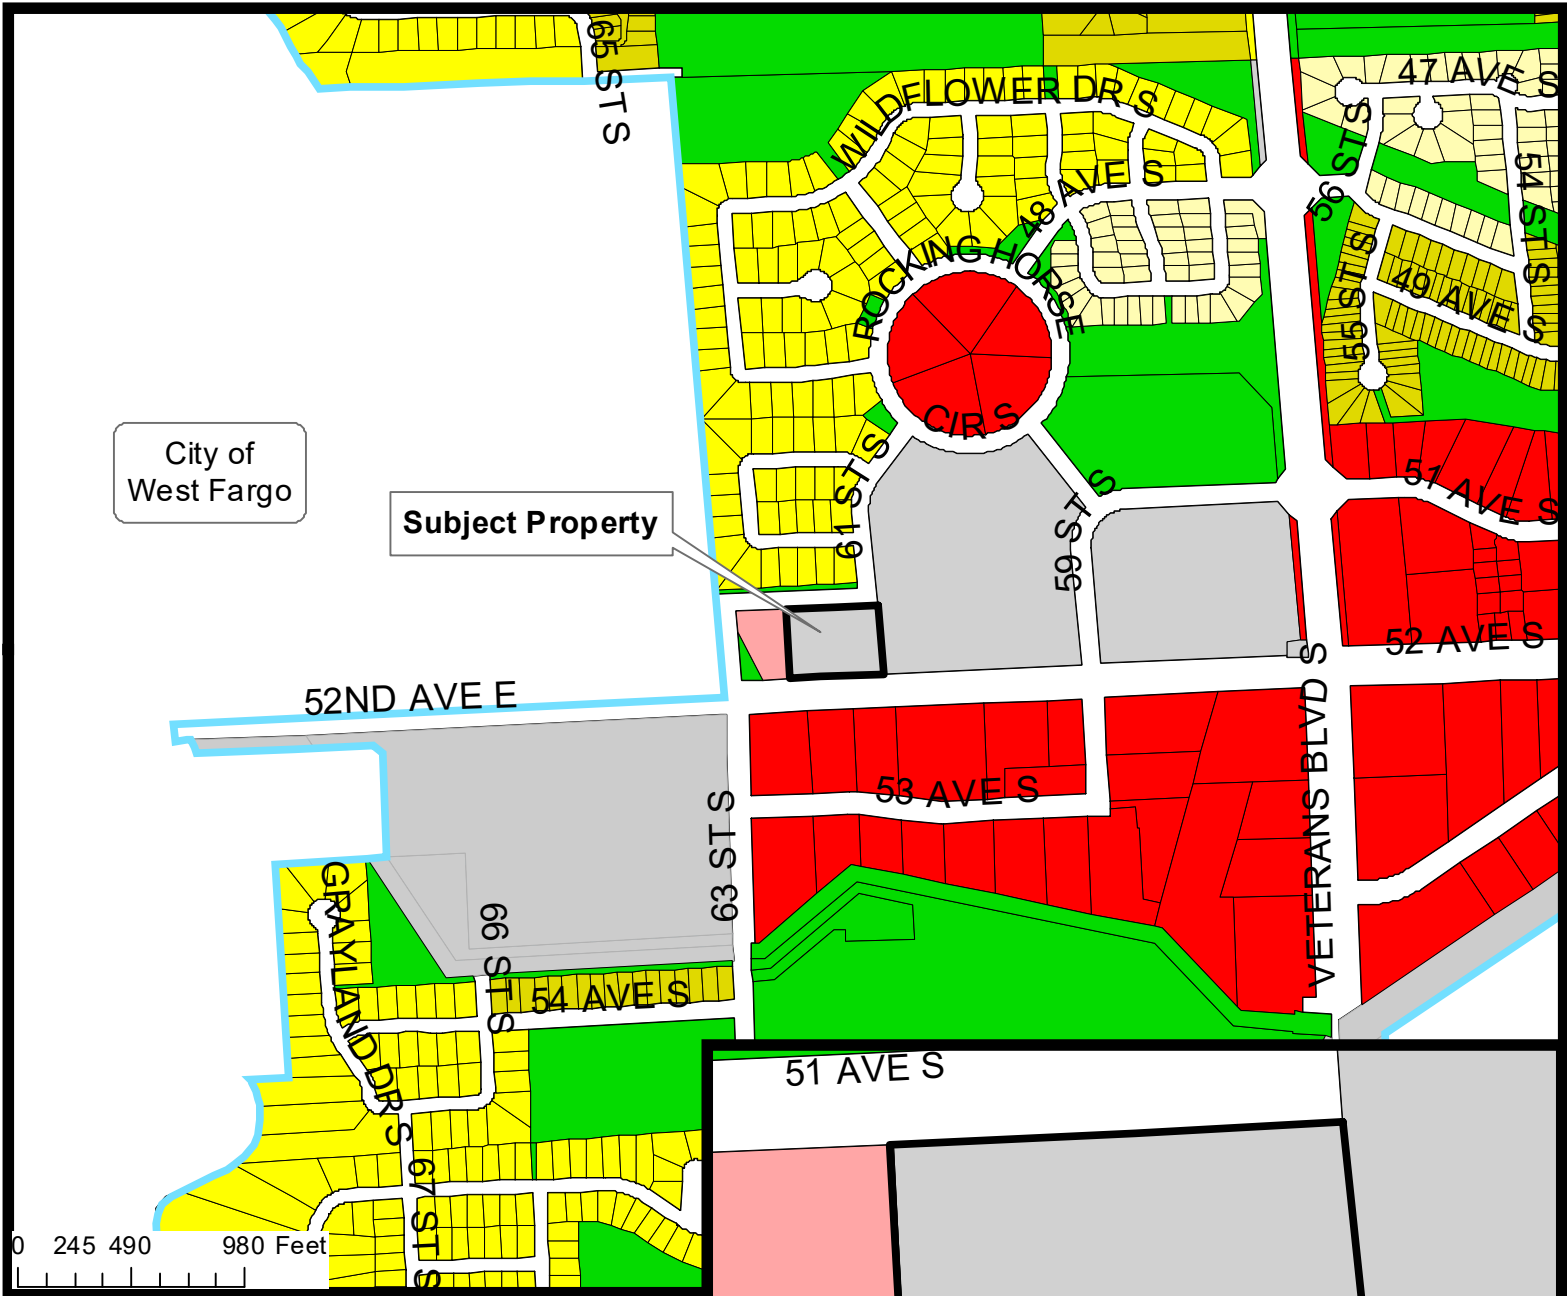 65 ST S
WILDFLOWER DR S
47 AVE S
56 ST S
54 ST S
48 AVE S
ROCKING HORSE
CIR S
55 ST S
49 AVE S
City of
West Fargo
Subject Property
61 ST S
59 ST S
51 AVE S
52 AVE S
52ND AVE E
53 AVE S
63 ST S
VETERANS BLVD S
GRAYLAND DR S
66 ST S
54 AVE S
67 ST S
51 AVE S
0 245 490 980 Feet